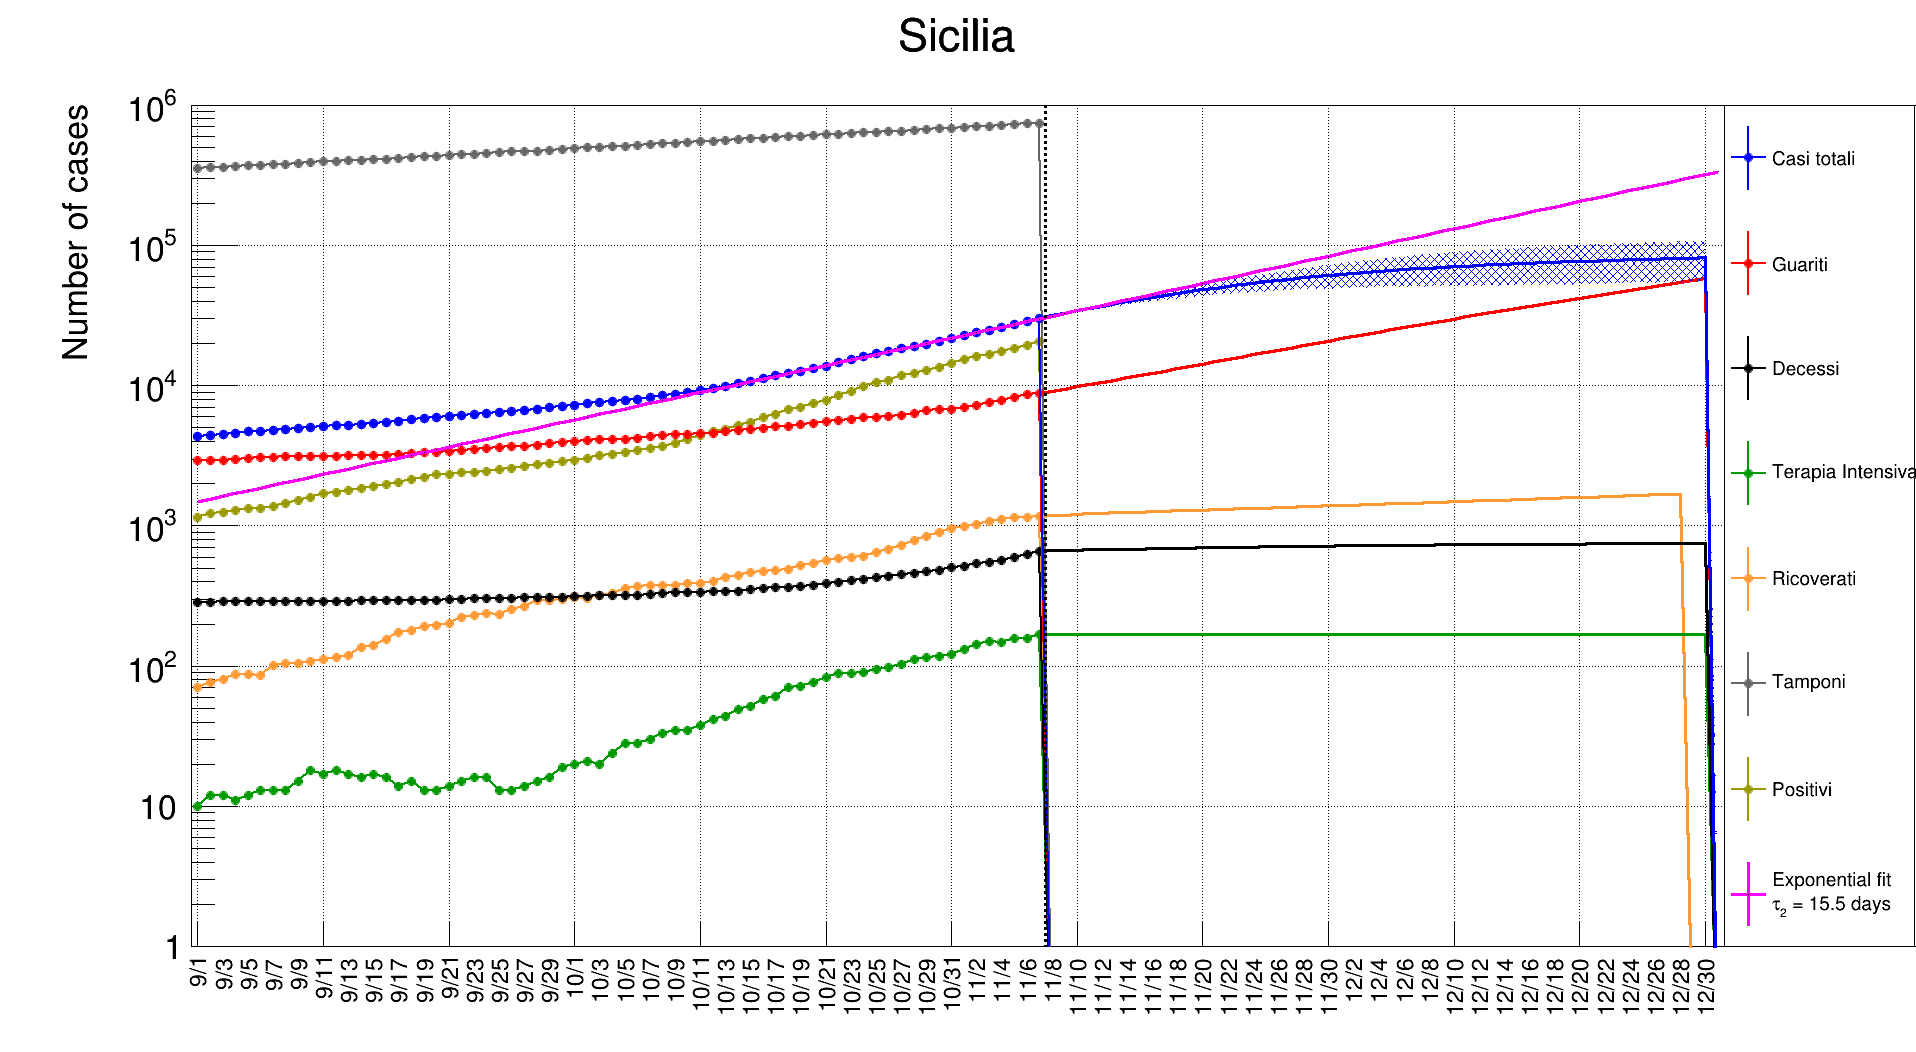 Sicilia
Number of cases
10^6
10^5
10^4
10^3
10^2
10
1
9/1 9/3 9/5 9/7 9/9 9/11 9/13 9/15 9/17 9/19 9/21 9/23 9/25 9/27 9/29 10/1 10/3 10/5 10/7 10/9 10/11 10/13 10/15 10/17 10/19 10/21 10/23 10/25 10/27 10/29 10/31 11/2 11/4 11/6 11/8 11/10 11/12 11/14 11/16 11/18 11/20 11/22 11/24 11/26 11/28 11/30 12/2 12/4 12/6 12/8 12/10 12/12 12/14 12/16 12/18 12/20 12/22 12/24 12/26 12/28 12/30
Casi totali
Guariti
Decessi
Terapia Intensiva
Ricoverati
Tamponi
Positivi
Exponential fit
τ₂ = 15.5 days